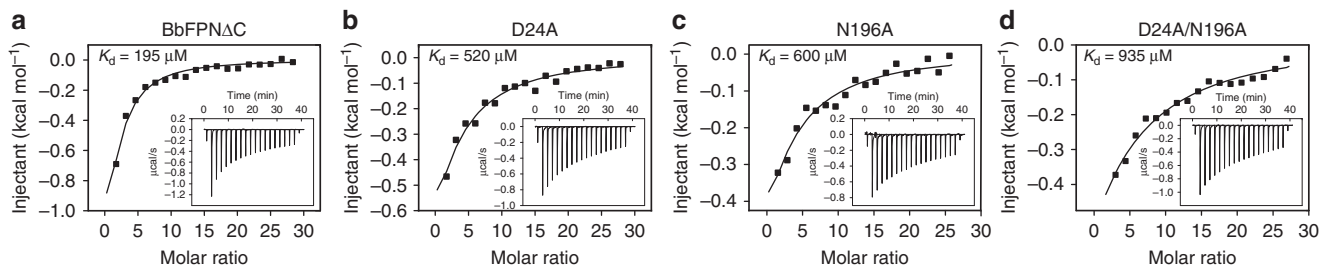 a
BbFPNΔC
Injectant (kcal mol⁻¹)
0.0
−0.2
−0.4
−0.6
−0.8
−1.0
Kd = 195 μM
Time (min)
0 10 20 30 40
μcal/s
0.2
0.0
−0.2
−0.4
−0.6
−0.8
−1.0
−1.2
0 5 10 15 20 25 30
Molar ratio
b
D24A
Injectant (kcal mol⁻¹)
0.0
−0.1
−0.2
−0.3
−0.4
−0.5
−0.6
Kd = 520 μM
Time (min)
0 10 20 30 40
μcal/s
0.2
0.0
−0.2
−0.4
−0.6
−0.8
−1.0
0 5 10 15 20 25 30
Molar ratio
c
N196A
Injectant (kcal mol⁻¹)
0.0
−0.1
−0.2
−0.3
−0.4
Kd = 600 μM
Time (min)
0 10 20 30 40
μcal/s
0.2
0.0
−0.2
−0.4
−0.6
−0.8
−1.0
0 5 10 15 20 25 30
Molar ratio
d
D24A/N196A
Injectant (kcal mol⁻¹)
0.0
−0.1
−0.2
−0.3
−0.4
Kd = 935 μM
Time (min)
0 10 20 30 40
μcal/s
0.2
0.0
−0.2
−0.4
−0.6
−0.8
−1.0
0 5 10 15 20 25 30
Molar ratio